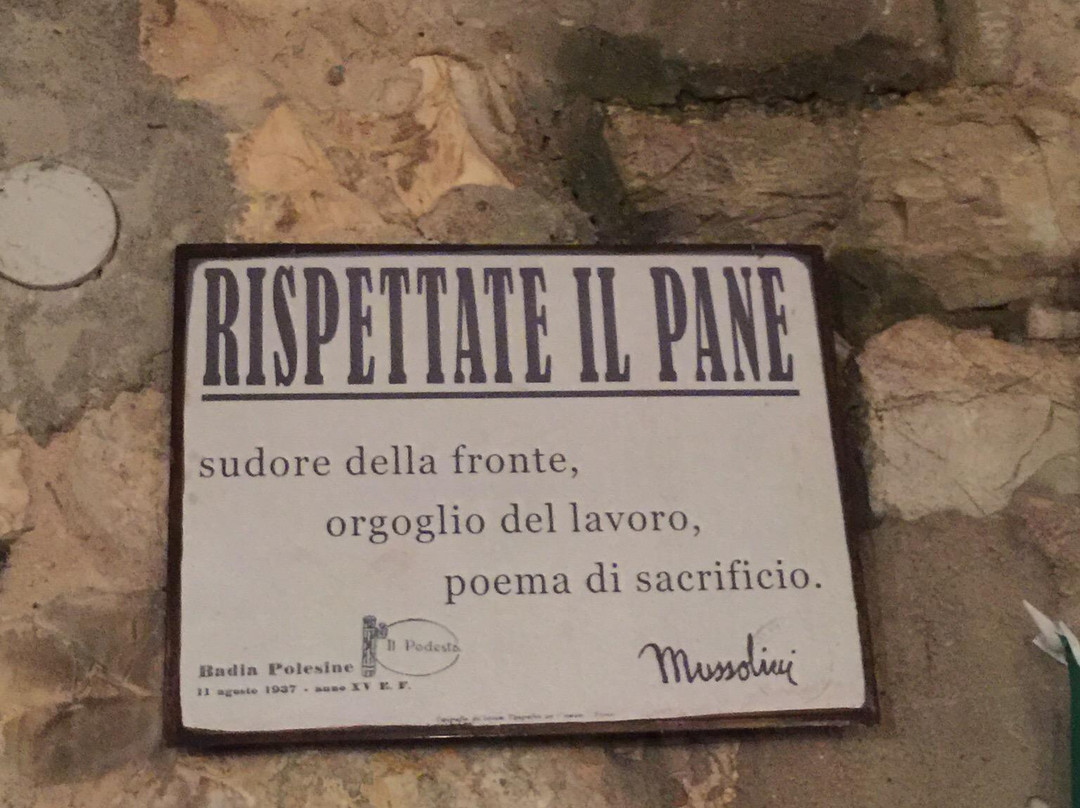 RISPETTATE IL PANE
sudore della fronte,
orgoglio del lavoro,
poema di sacrificio.
Il Podestà
Badia Polesine
11 agosto 1937 - anno XV E. F.
Mussolini